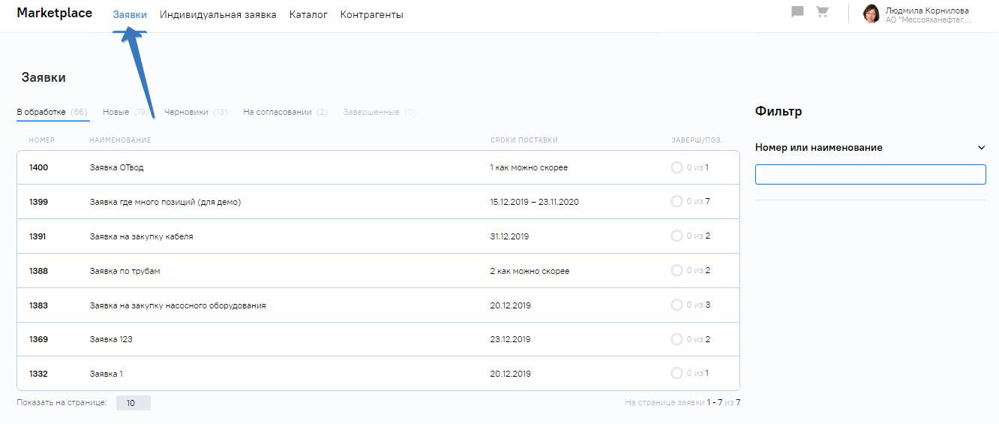 Marketplace Заявки Индивидуальная заявка Каталог Контрагенты Людмила Корнилова
АО "Мессояханефтег...
Заявки
В обработке (66) Новые (19) Черновики (13) На согласовании (2) Завершенные (0)
Фильтр
НОМЕР НАИМЕНОВАНИЕ СРОКИ ПОСТАВКИ ЗАВЕРШ/ПОЗ.
Номер или наименование
1400 Заявка ОТвод 1 как можно скорее 0 из 1
1399 Заявка где много позиций (для демо) 15.12.2019 – 23.11.2020 0 из 7
1391 Заявка на закупку кабеля 31.12.2019 0 из 2
1388 Заявка по трубам 2 как можно скорее 0 из 2
1383 Заявка на закупку насосного оборудования 20.12.2019 0 из 3
1369 Заявка 123 23.12.2019 0 из 2
1332 Заявка 1 20.12.2019 0 из 1
Показать на странице: 10 На странице заявки 1 - 7 из 7